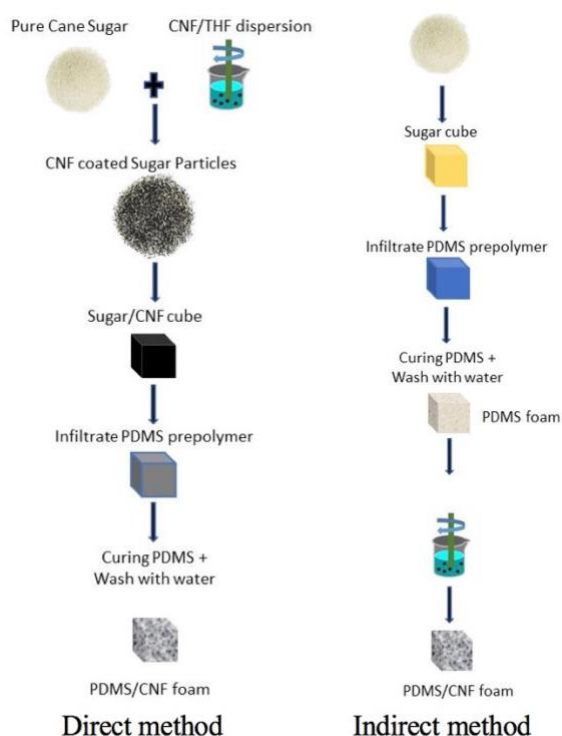 Pure Cane Sugar
CNF/THF dispersion
CNF coated Sugar Particles
Sugar/CNF cube
Infiltrate PDMS prepolymer
Curing PDMS +
Wash with water
PDMS/CNF foam
Direct method
Sugar cube
Infiltrate PDMS prepolymer
Curing PDMS +
Wash with water
PDMS foam
PDMS/CNF foam
Indirect method